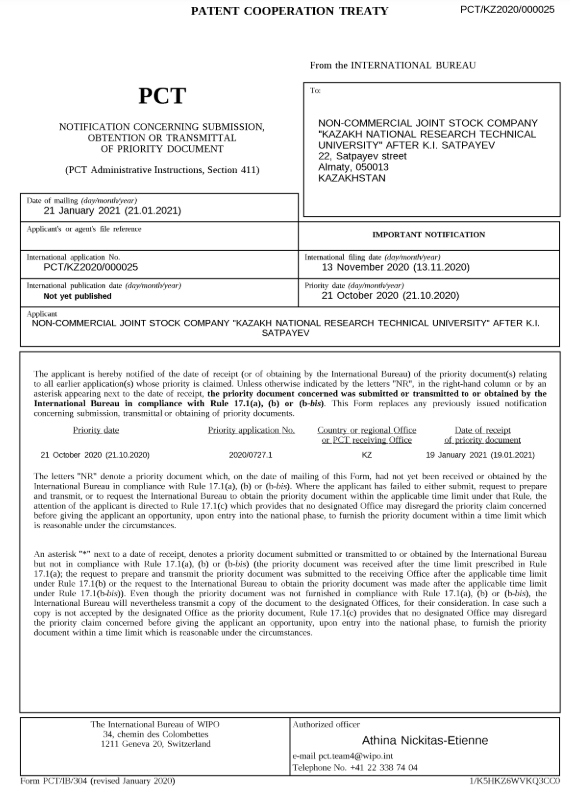 PATENT COOPERATION TREATY
PCT/KZ2020/000025
From the INTERNATIONAL BUREAU
PCT
NOTIFICATION CONCERNING SUBMISSION,
OBTENTION OR TRANSMITTAL
OF PRIORITY DOCUMENT
(PCT Administrative Instructions, Section 411)
To:
NON-COMMERCIAL JOINT STOCK COMPANY
"KAZAKH NATIONAL RESEARCH TECHNICAL
UNIVERSITY" AFTER K.I. SATPAYEV
22, Satpayev street
Almaty, 050013
KAZAKHSTAN
Date of mailing (day/month/year)
21 January 2021 (21.01.2021)
Applicant's or agent's file reference
IMPORTANT NOTIFICATION
International application No.
PCT/KZ2020/000025
International filing date (day/month/year)
13 November 2020 (13.11.2020)
International publication date (day/month/year)
Not yet published
Priority date (day/month/year)
21 October 2020 (21.10.2020)
Applicant
NON-COMMERCIAL JOINT STOCK COMPANY "KAZAKH NATIONAL RESEARCH TECHNICAL UNIVERSITY" AFTER K.I.
SATPAYEV
The applicant is hereby notified of the date of receipt (or of obtaining by the International Bureau) of the priority document(s) relating
to all earlier application(s) whose priority is claimed. Unless otherwise indicated by the letters "NR", in the right-hand column or by an
asterisk appearing next to the date of receipt, the priority document concerned was submitted or transmitted to or obtained by the
International Bureau in compliance with Rule 17.1(a), (b) or (b-bis). This Form replaces any previously issued notification
concerning submission, transmittal or obtaining of priority documents.
Priority date
Priority application No.
Country or regional Office
or PCT receiving Office
Date of receipt
of priority document
21 October 2020 (21.10.2020)
2020/0727.1
KZ
19 January 2021 (19.01.2021)
The letters "NR" denote a priority document which, on the date of mailing of this Form, had not yet been received or obtained by the
International Bureau in compliance with Rule 17.1(a), (b) or (b-bis). Where the applicant has failed to either submit, request to prepare
and transmit, or to request the International Bureau to obtain the priority document within the applicable time limit under that Rule, the
attention of the applicant is directed to Rule 17.1(c) which provides that no designated Office may disregard the priority claim concerned
before giving the applicant an opportunity, upon entry into the national phase, to furnish the priority document within a time limit which
is reasonable under the circumstances.
An asterisk "*" next to a date of receipt, denotes a priority document submitted or transmitted to or obtained by the International Bureau
but not in compliance with Rule 17.1(a), (b) or (b-bis) (the priority document was received after the time limit prescribed in Rule
17.1(a); the request to prepare and transmit the priority document was submitted to the receiving Office after the applicable time limit
under Rule 17.1(b) or the request to the International Bureau to obtain the priority document was made after the applicable time limit
under Rule 17.1(b-bis)). Even though the priority document was not furnished in compliance with Rule 17.1(a), (b) or (b-bis), the
International Bureau will nevertheless transmit a copy of the document to the designated Offices, for their consideration. In case such a
copy is not accepted by the designated Office as the priority document, Rule 17.1(c) provides that no designated Office may disregard
the priority claim concerned before giving the applicant an opportunity, upon entry into the national phase, to furnish the priority
document within a time limit which is reasonable under the circumstances.
The International Bureau of WIPO
34, chemin des Colombettes
1211 Geneva 20, Switzerland
Authorized officer
Athina Nickitas-Etienne
e-mail pct.team4@wipo.int
Telephone No. +41 22 338 74 04
Form PCT/IB/304 (revised January 2020)
1/K5HKZ6WVKQ3CC0